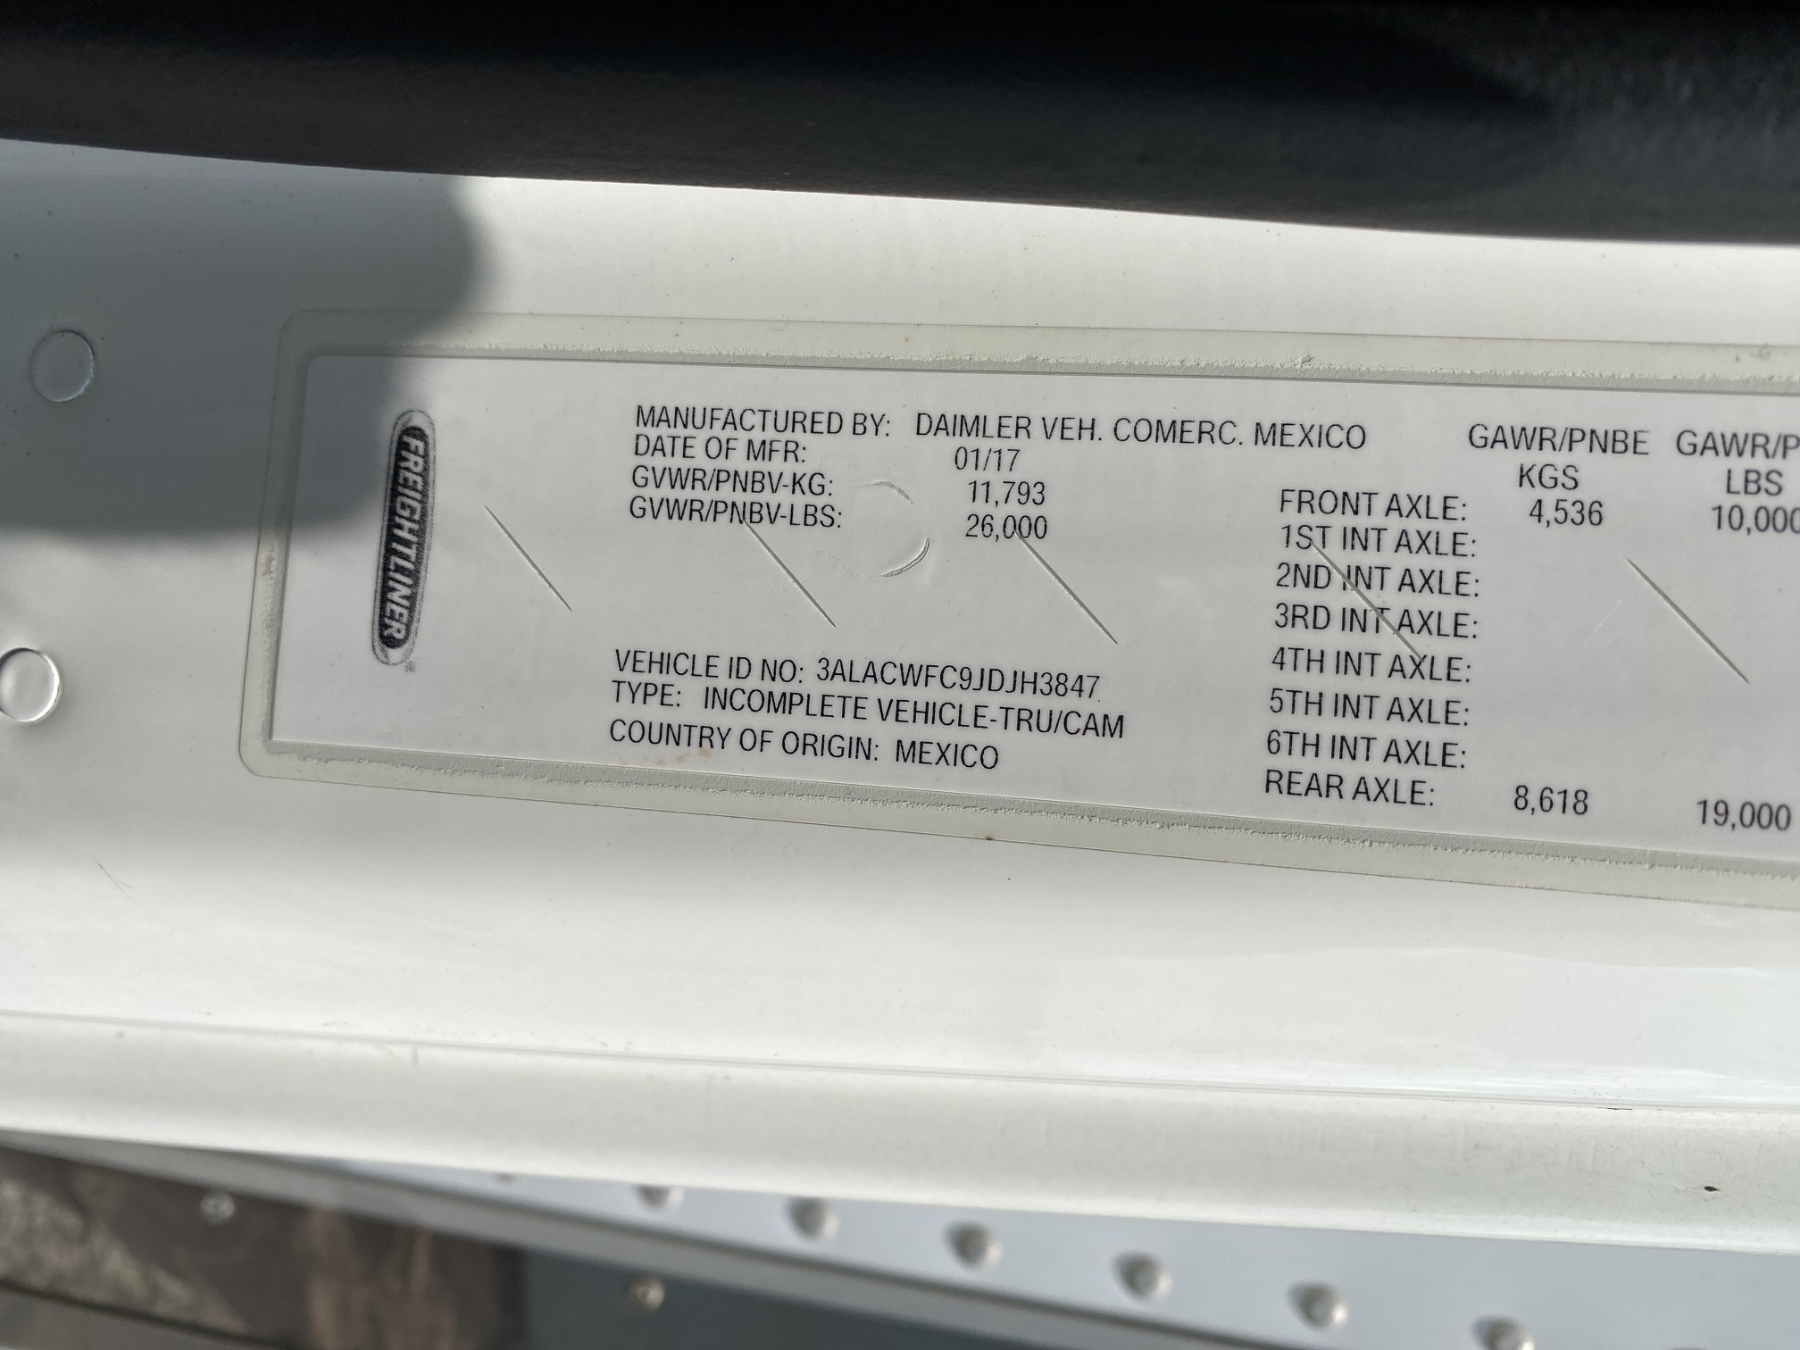 FREIGHTLINER®
MANUFACTURED BY: DAIMLER VEH. COMERC. MEXICO
DATE OF MFR: 01/17
GVWR/PNBV-KG: 11,793
GVWR/PNBV-LBS: 26,000
VEHICLE ID NO: 3ALACWFC9JDJH3847
TYPE: INCOMPLETE VEHICLE-TRU/CAM
COUNTRY OF ORIGIN: MEXICO
GAWR/PNBE GAWR/P
KGS LBS
FRONT AXLE: 4,536 10,000
1ST INT AXLE:
2ND INT AXLE:
3RD INT AXLE:
4TH INT AXLE:
5TH INT AXLE:
6TH INT AXLE:
REAR AXLE: 8,618 19,000